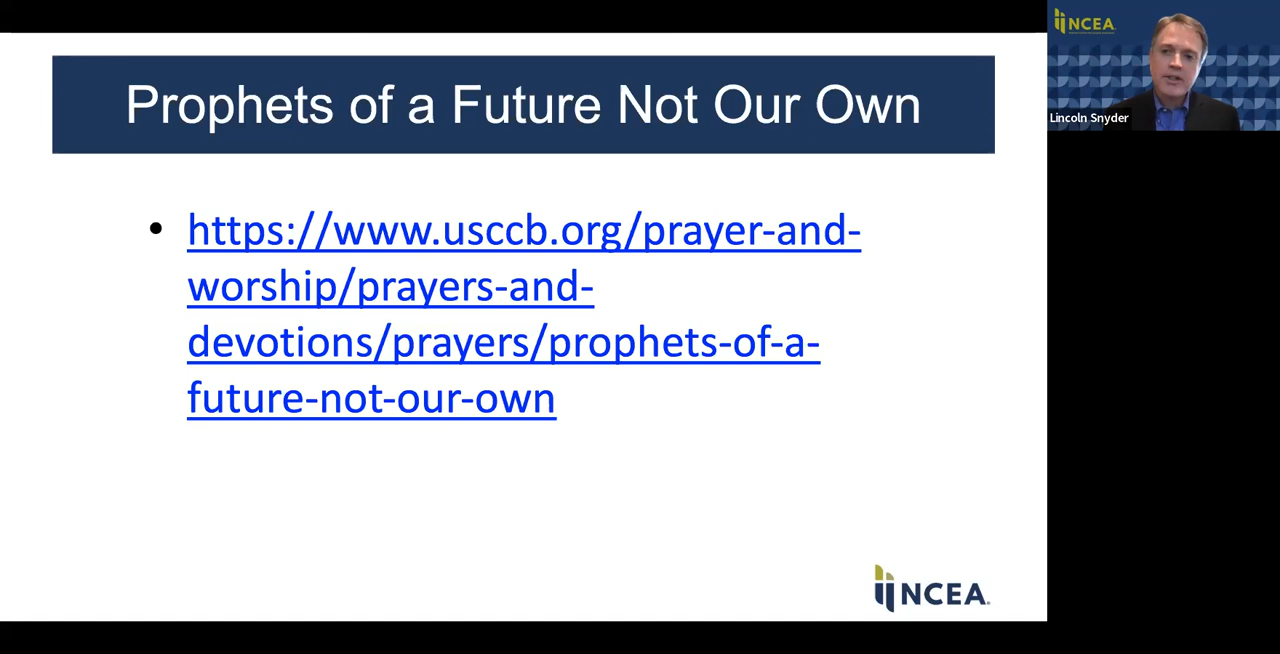 Prophets of a Future Not Our Own
• https://www.usccb.org/prayer-and-
worship/prayers-and-
devotions/prayers/prophets-of-a-
future-not-our-own
NCEA
NCEA
Lincoln Snyder